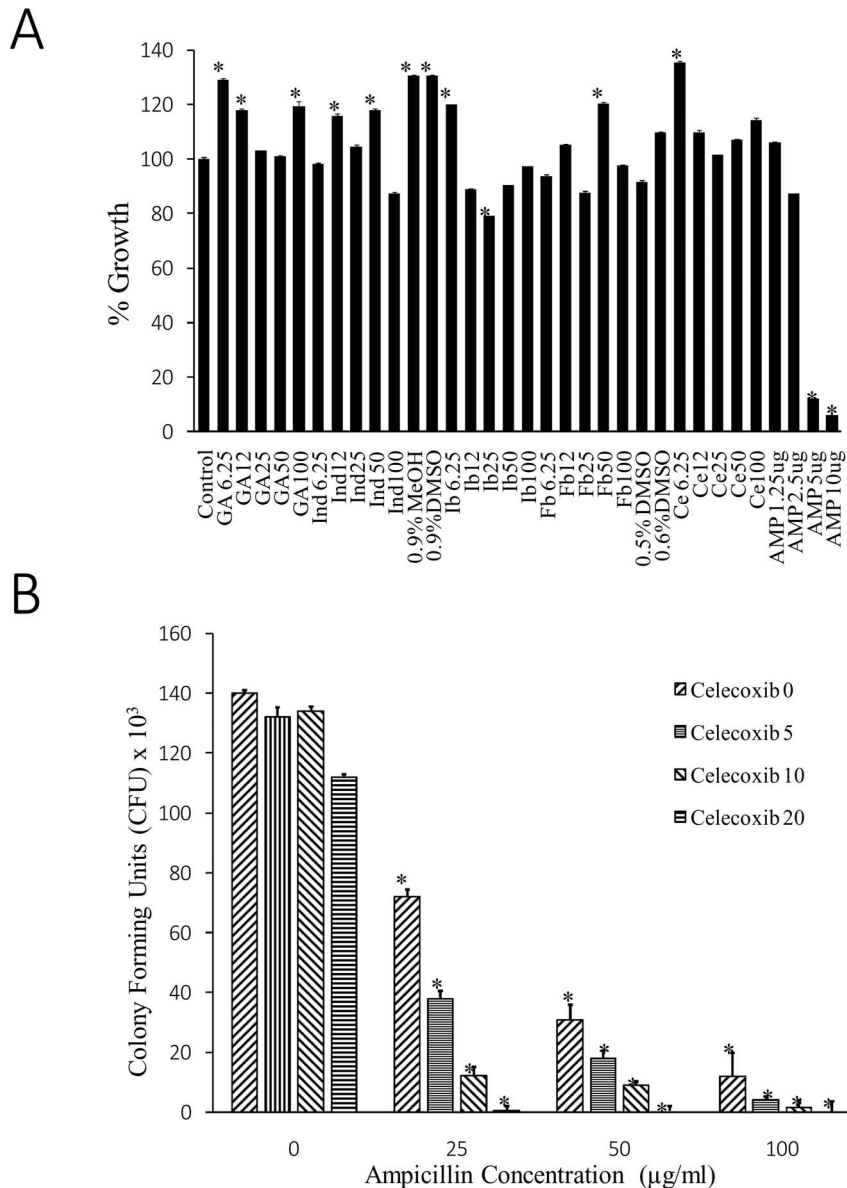 A
% Growth
140
120
100
80
60
40
20
0
* * * * * * * * * * * * * *
Control
GA 6.25
GA12
GA25
GA50
GA100
Ind 6.25
Ind12
Ind25
Ind50
Ind100
0.9% MeOH
0.9%DMSO
Ib 6.25
Ib12
Ib25
Ib50
Ib100
Fb 6.25
Fb12
Fb25
Fb50
Fb100
0.5% DMSO
0.6%DMSO
Ce 6.25
Ce12
Ce25
Ce50
Ce100
AMP 1.25ug
AMP 2.5ug
AMP 5ug
AMP 10ug
B
Colony Forming Units (CFU) x 10³
160
140
120
100
80
60
40
20
0
Celecoxib 0
Celecoxib 5
Celecoxib 10
Celecoxib 20
* * * * * * * * * * * *
0 25 50 100
Ampicillin Concentration (µg/ml)